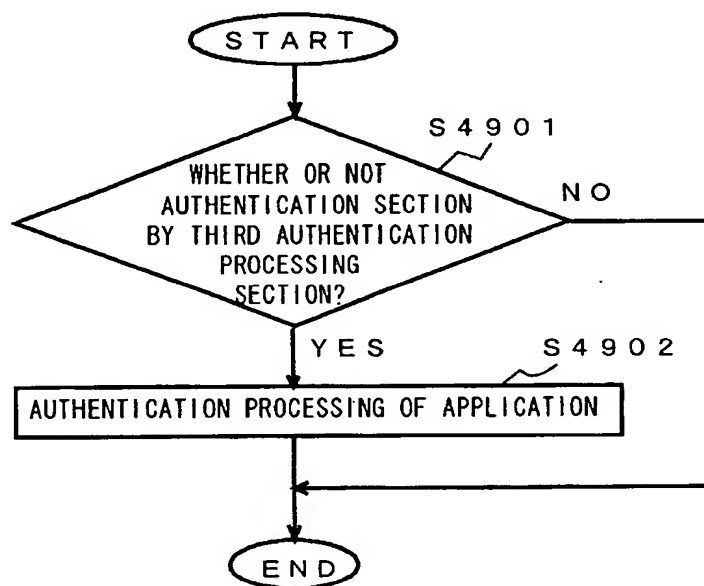 START
S4901
WHETHER OR NOT
AUTHENTICATION SECTION
BY THIRD AUTHENTICATION
PROCESSING
SECTION?
NO
YES
S4902
AUTHENTICATION PROCESSING OF APPLICATION
END